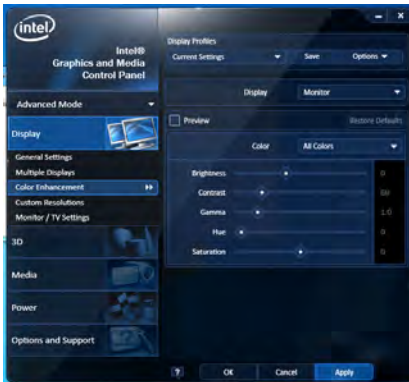 intel
Intel®
Graphics and Media
Control Panel
Advanced Mode
Display
General Settings
Multiple Displays
Color Enhancement
Custom Resolutions
Monitor / TV Settings
3D
Media
Power
Options and Support
Display Profiles
Current Settings
Save
Options
Display
Monitor
Preview
Restore Defaults
Color
All Colors
Brightness
0
Contrast
Gamma
1.0
Hue
0
Saturation
0
?
OK
Cancel
Apply